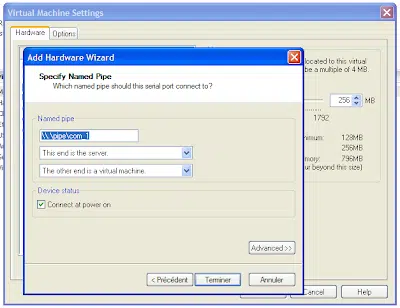 Virtual Machine Settings
Hardware
Options
Add Hardware Wizard
Specify Named Pipe
Which named pipe should this serial port connect to?
located to this virtual
be a multiple of 4 MB.
256
MB
1792
nimum:
128MB
256MB
mory:
796MB
ur beyond this size)
Named pipe
\\.\pipe\com_1
This end is the server.
The other end is a virtual machine.
Device status
Connect at power on
Advanced >>
< Précédent
Terminer
Annuler
Cancel
Help